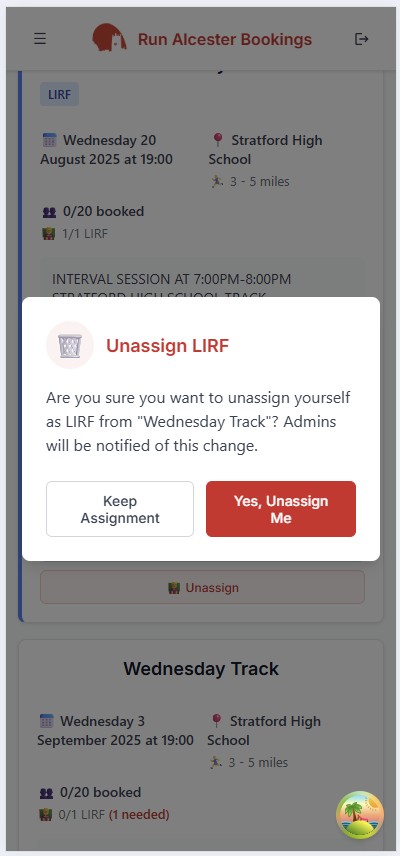 Run Alcester Bookings
LIRF
Wednesday 20
August 2025 at 19:00
Stratford High
School
3 - 5 miles
0/20 booked
1/1 LIRF
INTERVAL SESSION AT 7:00PM-8:00PM
STRATFORD HIGH SCHOOL TRACK
Unassign LIRF
Are you sure you want to unassign yourself
as LIRF from "Wednesday Track"? Admins
will be notified of this change.
Keep
Assignment
Yes, Unassign
Me
Unassign
Wednesday Track
Wednesday 3
September 2025 at 19:00
Stratford High
School
3 - 5 miles
0/20 booked
0/1 LIRF (1 needed)